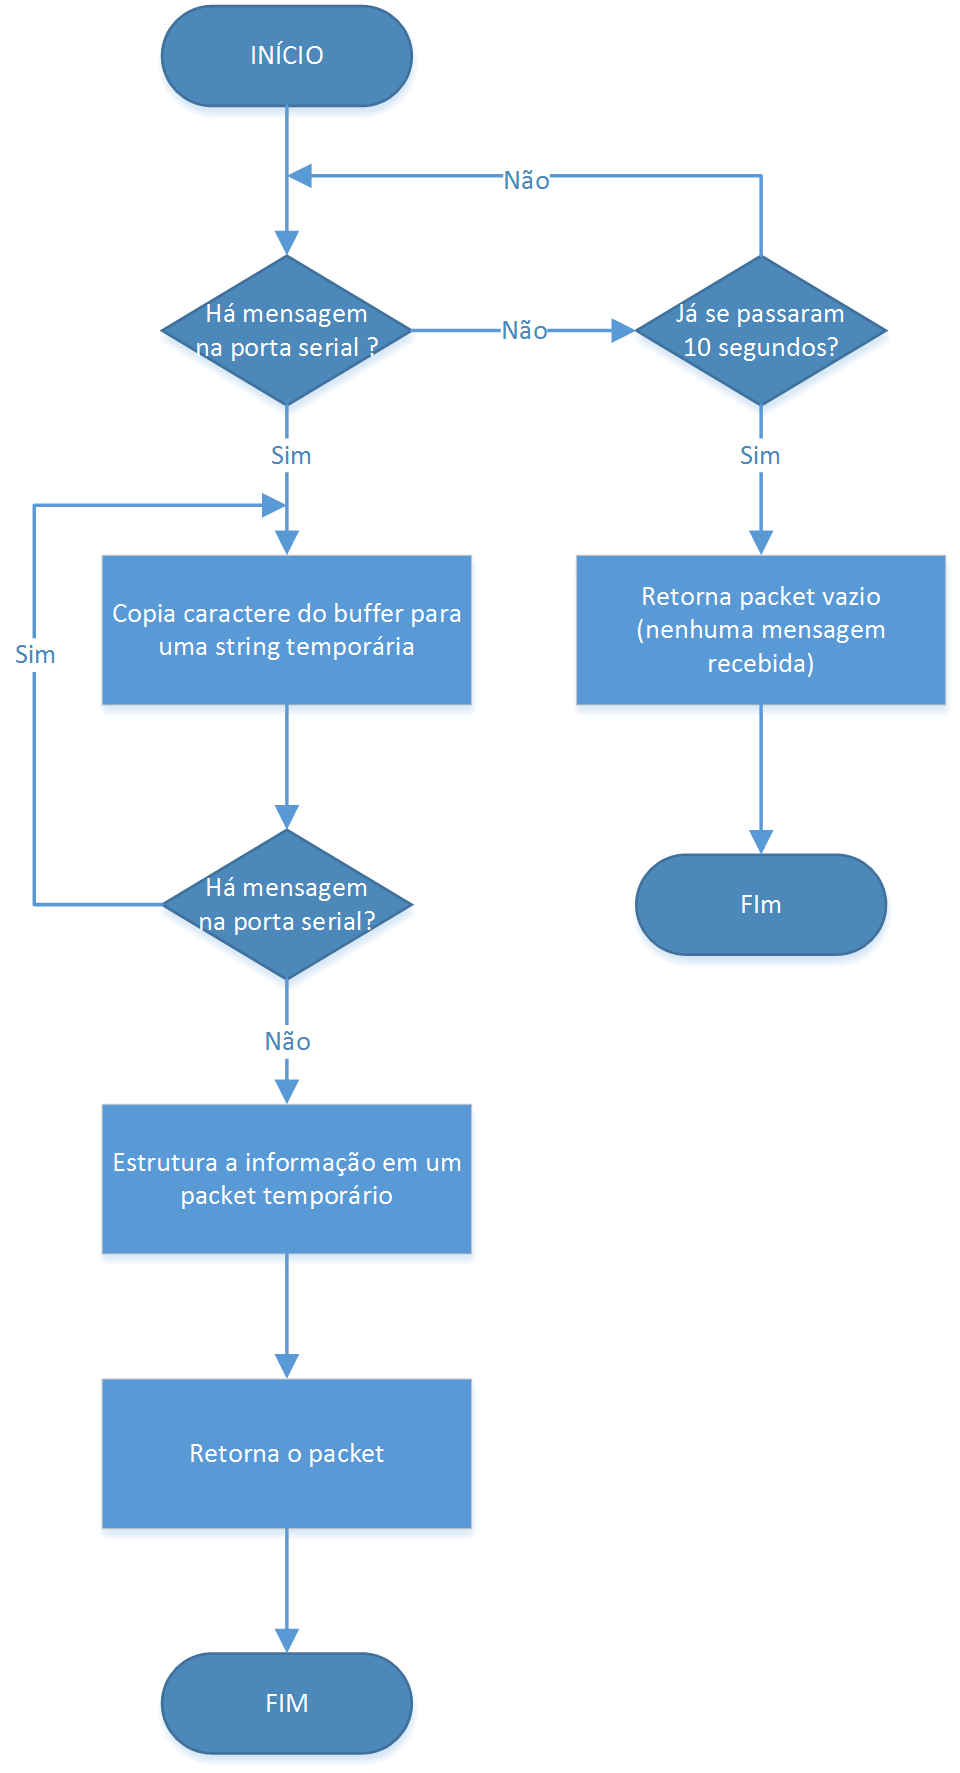 INÍCIO
Não
Há mensagem
na porta serial ?
Não
Já se passaram
10 segundos?
Sim
Sim
Copia caractere do buffer para
uma string temporária
Retorna packet vazio
(nenhuma mensagem
recebida)
Sim
Há mensagem
na porta serial?
FIm
Não
Estrutura a informação em um
packet temporário
Retorna o packet
FIM